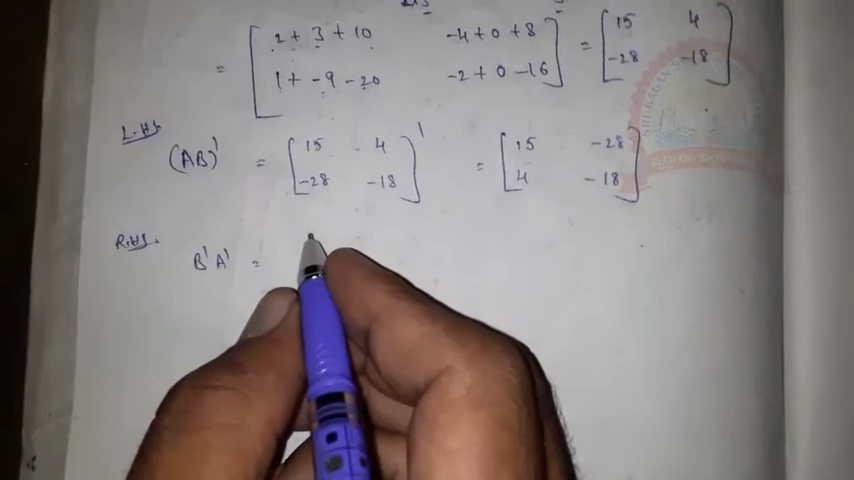 = [ 2 + 3 + 10 -4 + 0 + 8 ] = [ 15 4 ]
[ 1 + -9 - 20 -2 + 0 - 16 ] [ -28 -18 ]
L.H.S.
(AB)' = [ 15 4 ]' = [ 15 -28 ]
[ -28 -18 ] [ 4 -18 ]
R.H.S.
B'A' =